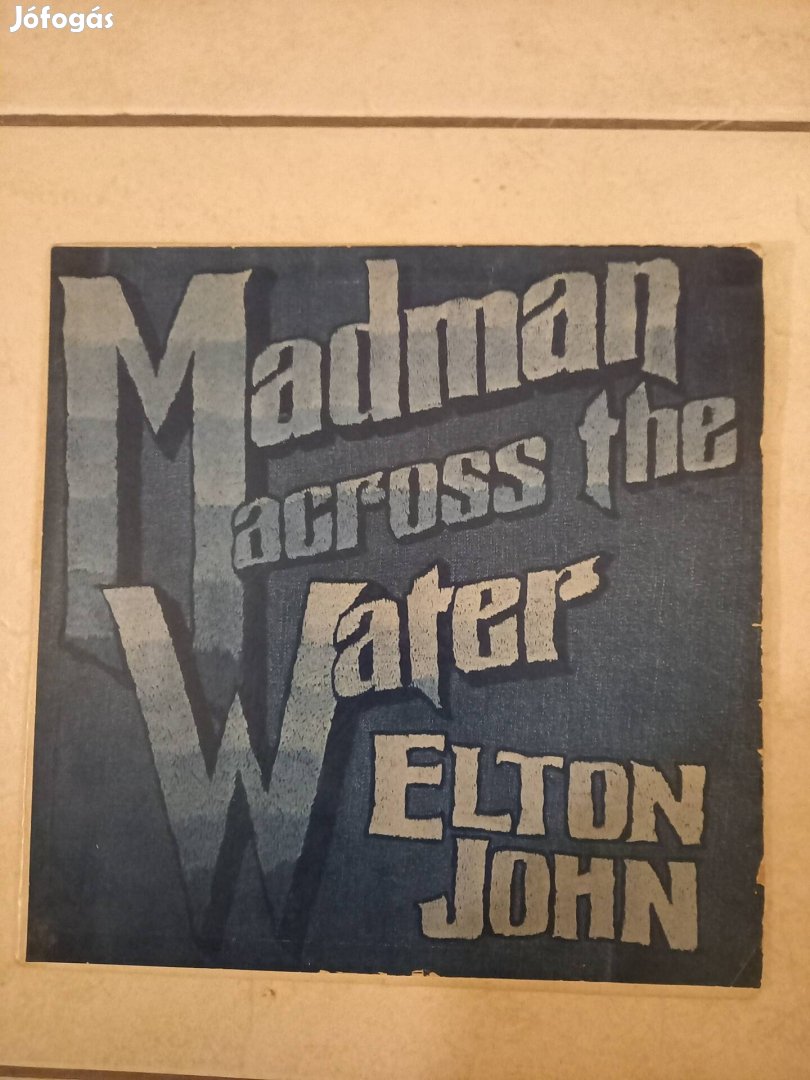 Jófogás
Madman
across the
Water
ELTON
JOHN